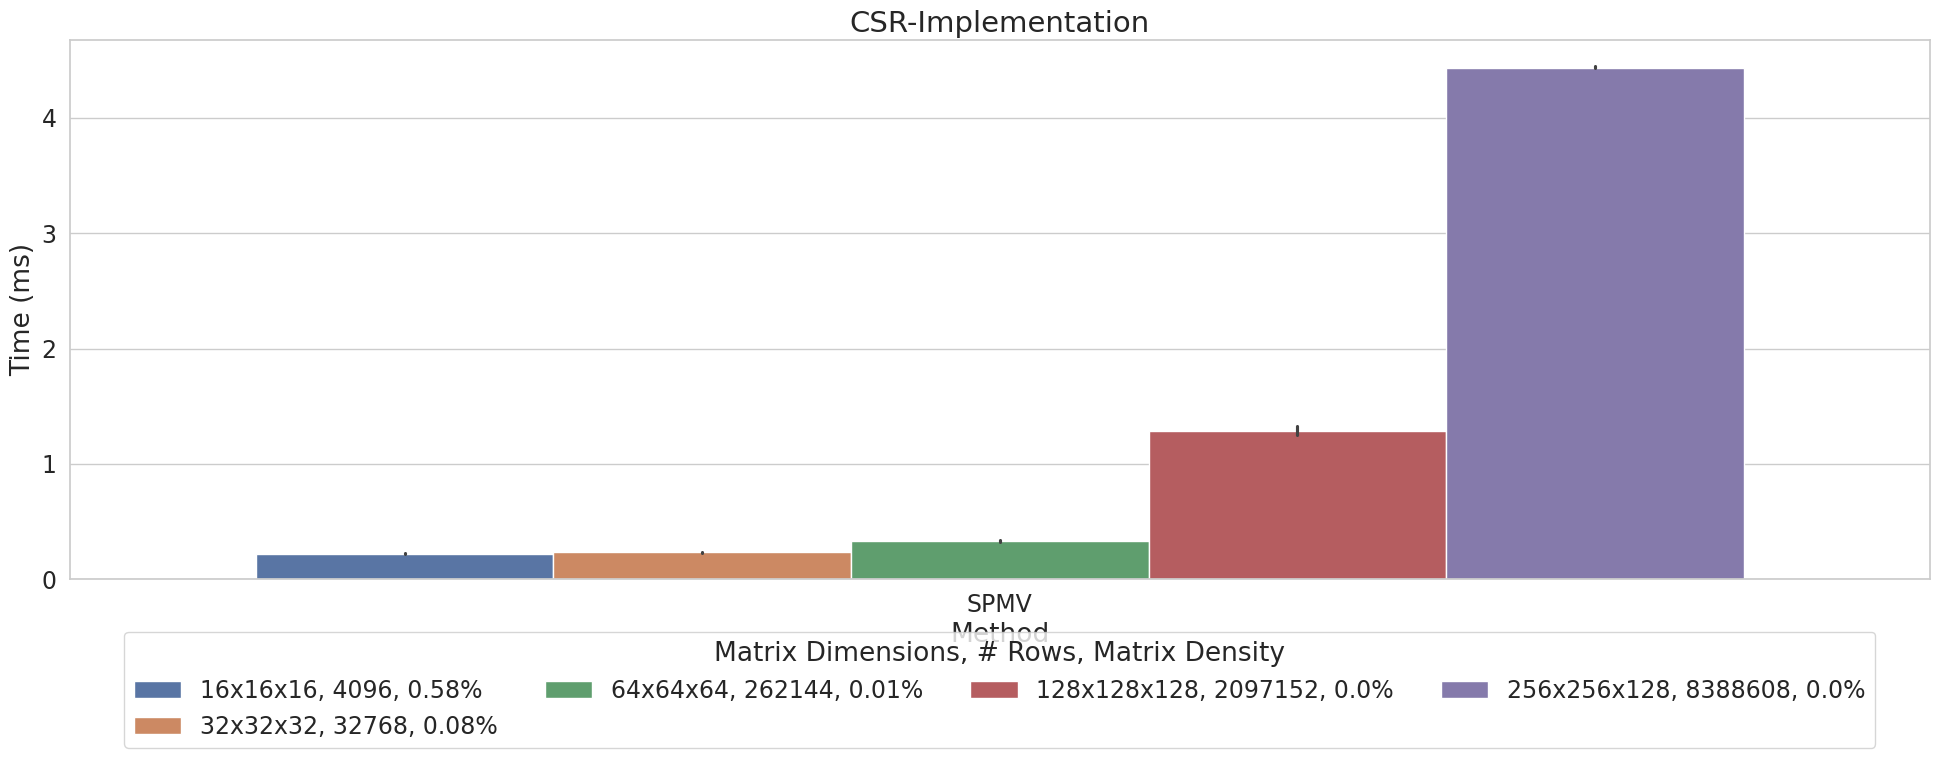 CSR-Implementation
Time (ms)
4
3
2
1
0
SPMV
Method
Matrix Dimensions, # Rows, Matrix Density
16x16x16, 4096, 0.58%
32x32x32, 32768, 0.08%
64x64x64, 262144, 0.01%
128x128x128, 2097152, 0.0%
256x256x128, 8388608, 0.0%